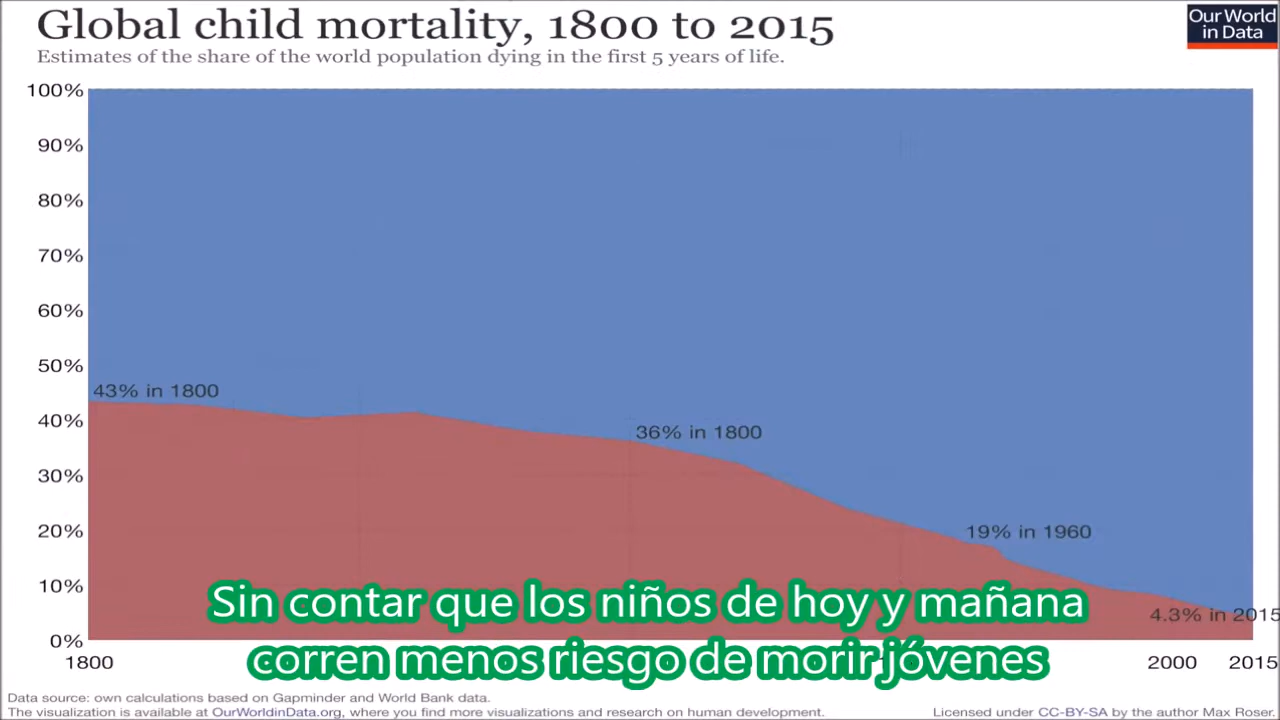 Global child mortality, 1800 to 2015
Our World
in Data
Estimates of the share of the world population dying in the first 5 years of life.
100%
90%
80%
70%
60%
50%
43% in 1800
40%
36% in 1800
30%
20%
19% in 1960
10%
Sin contar que los niños de hoy y mañana
4.3% in 2015
0%
corren menos riesgo de morir jóvenes
1800
2000
2015
Data source: own calculations based on Gapminder and World Bank data.
The visualization is available at OurWorldinData.org, where you find more visualizations and research on human development.
Licensed under CC-BY-SA by the author Max Roser.